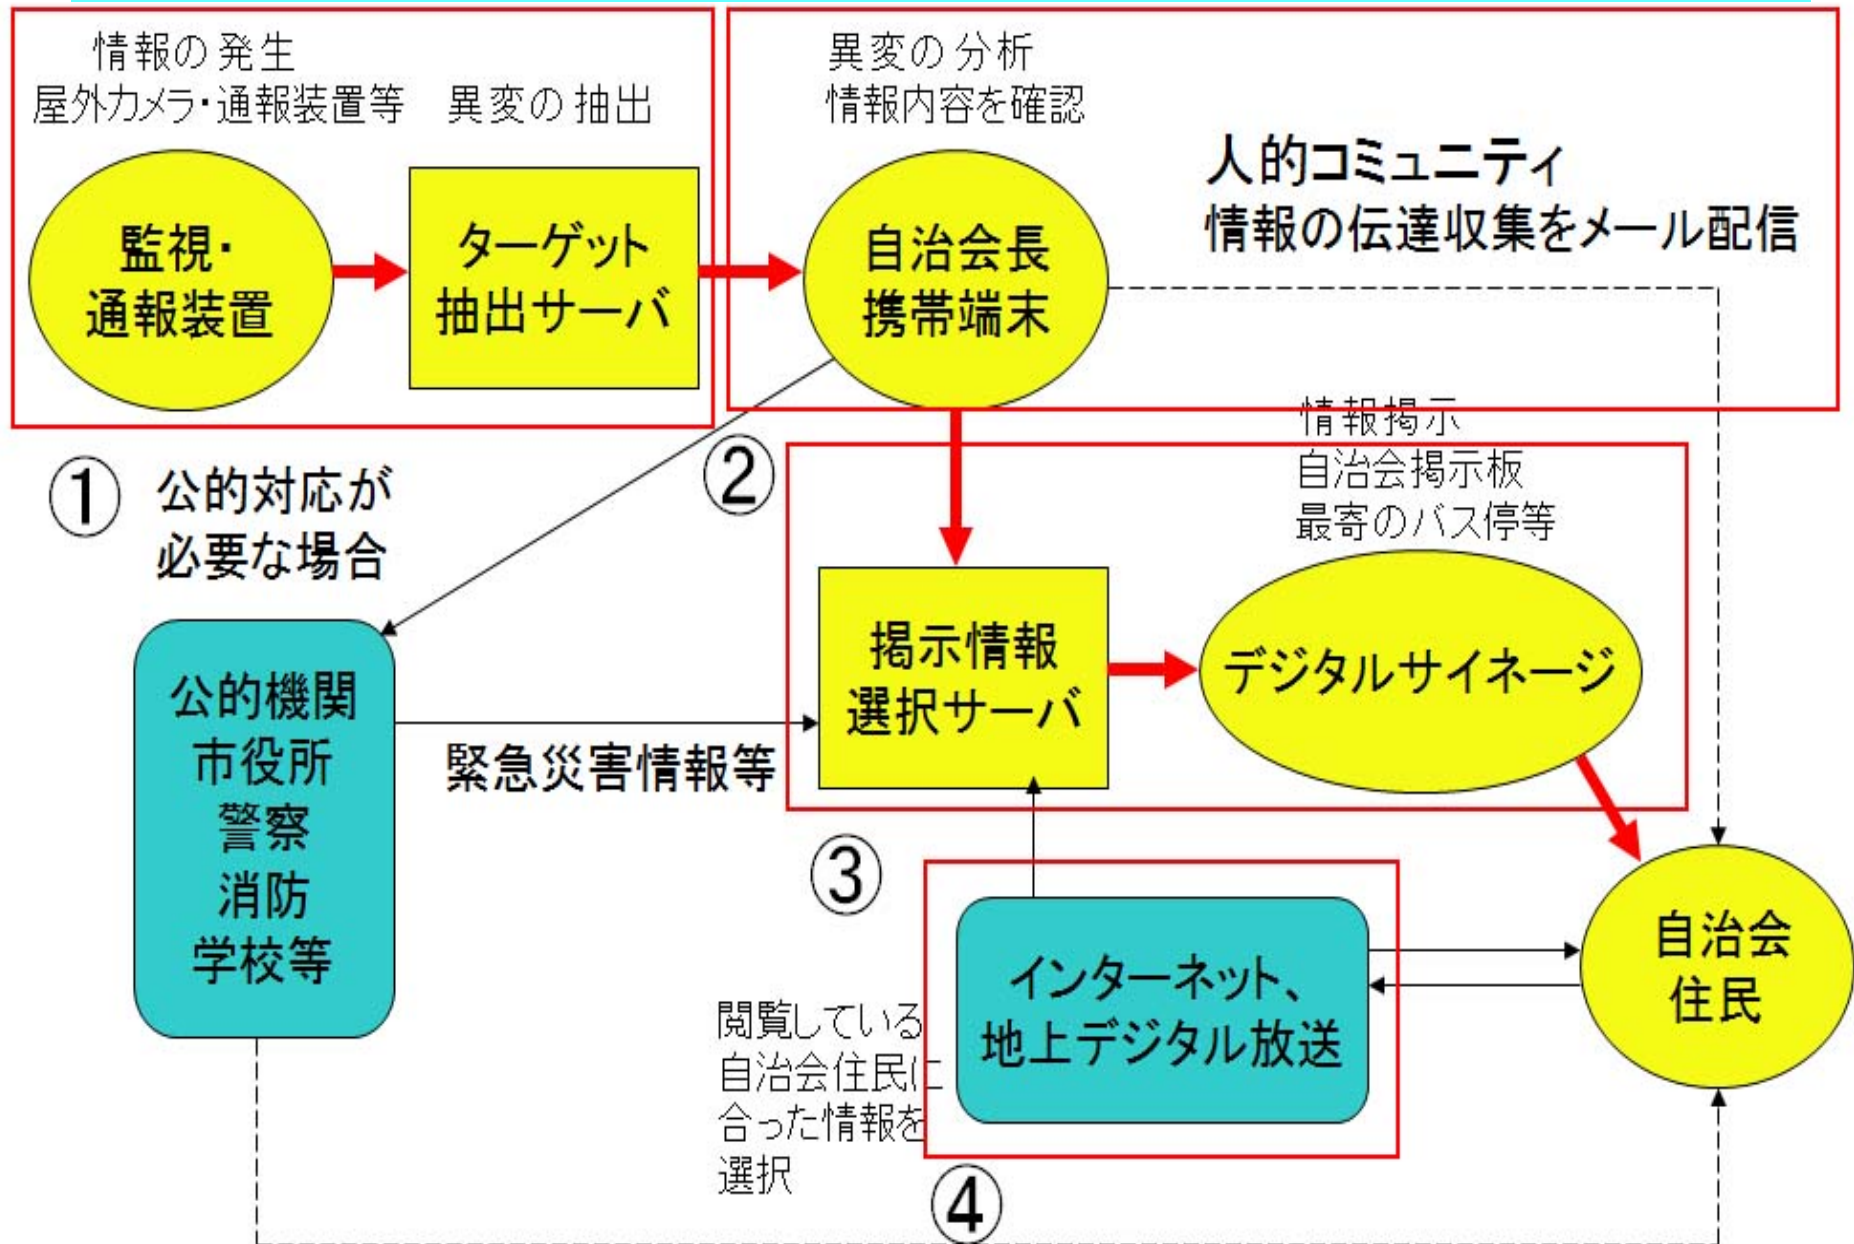 情報の発生
屋外カメラ・通報装置等
異変の抽出
監視・
通報装置
ターゲット
抽出サーバ
異変の分析
情報内容を確認
自治会長
携帯端末
人的コミュニティ
情報の伝達収集をメール配信
①
公的対応が
必要な場合
②
情報掲示
自治会掲示板
最寄のバス停等
公的機関
市役所
警察
消防
学校等
緊急災害情報等
掲示情報
選択サーバ
デジタルサイネージ
③
インターネット、
地上デジタル放送
自治会
住民
閲覧している
自治会住民に
合った情報を
選択
④